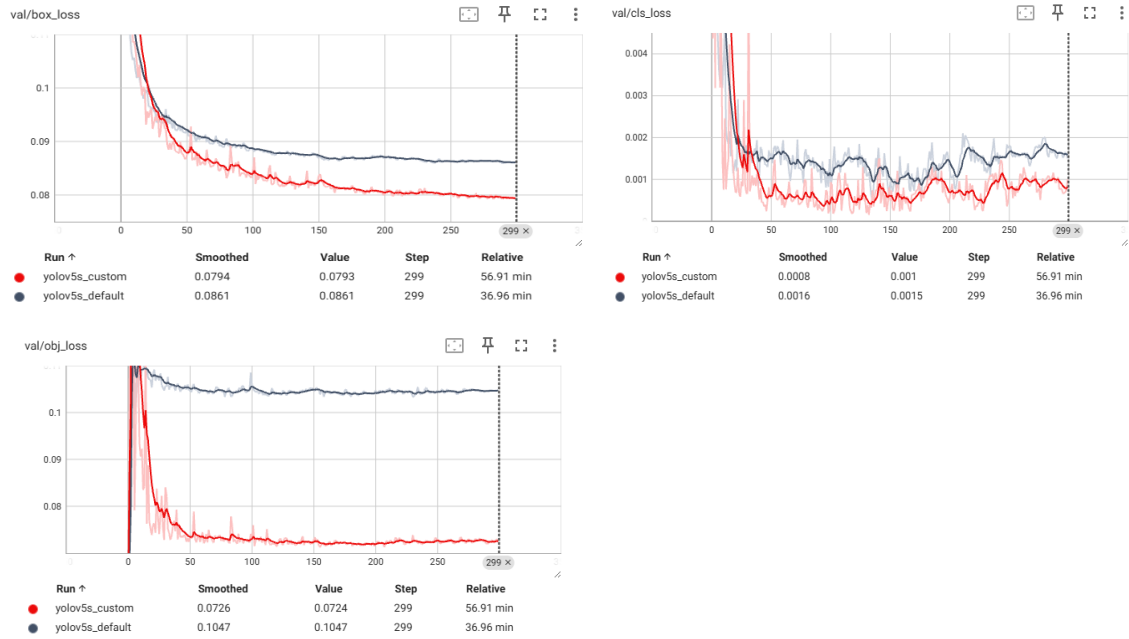 val/box_loss
0.1
0.09
0.08
0 50 100 150 200 250 299 ×
Run ↑ Smoothed Value Step Relative
yolov5s_custom 0.0794 0.0793 299 56.91 min
yolov5s_default 0.0861 0.0861 299 36.96 min
val/cls_loss
0.004
0.003
0.002
0.001
0 50 100 150 200 250 299 ×
Run ↑ Smoothed Value Step Relative
yolov5s_custom 0.0008 0.001 299 56.91 min
yolov5s_default 0.0016 0.0015 299 36.96 min
val/obj_loss
0.1
0.09
0.08
0 50 100 150 200 250 299 ×
Run ↑ Smoothed Value Step Relative
yolov5s_custom 0.0726 0.0724 299 56.91 min
yolov5s_default 0.1047 0.1047 299 36.96 min